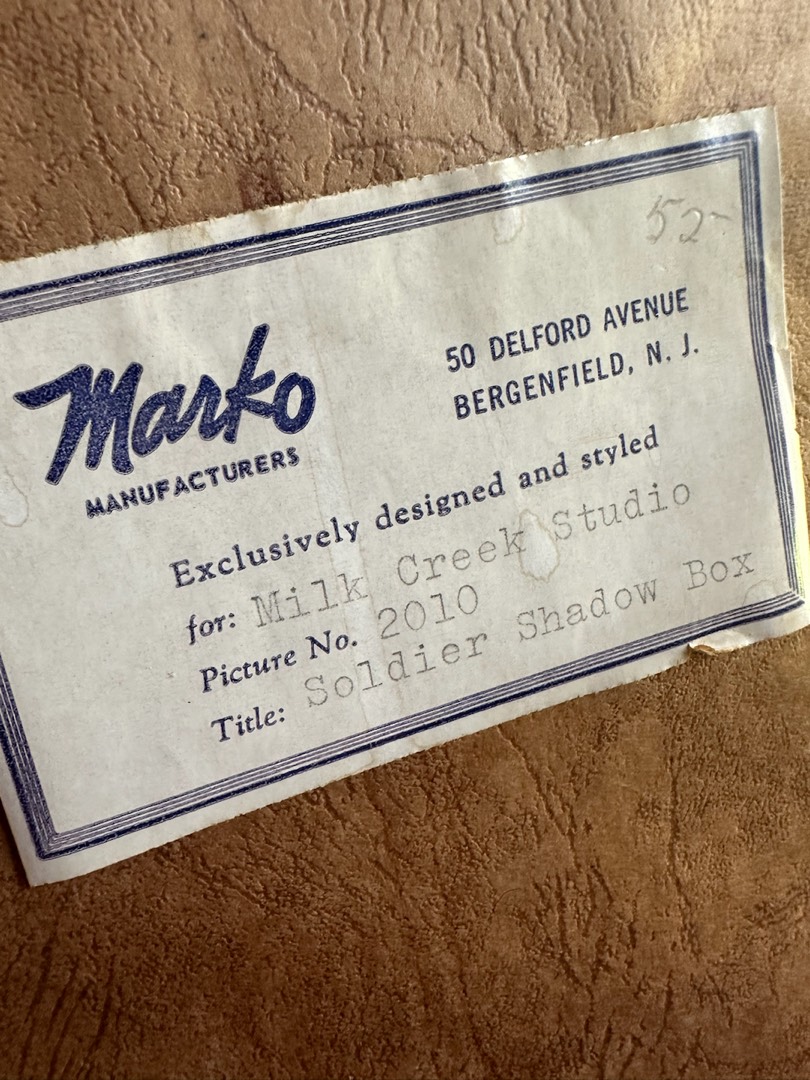 52-
Marko
MANUFACTURERS
50 DELFORD AVENUE
BERGENFIELD, N. J.
Exclusively designed and styled
for: Milk Creek Studio
Picture No. 2010
Title: Soldier Shadow Box